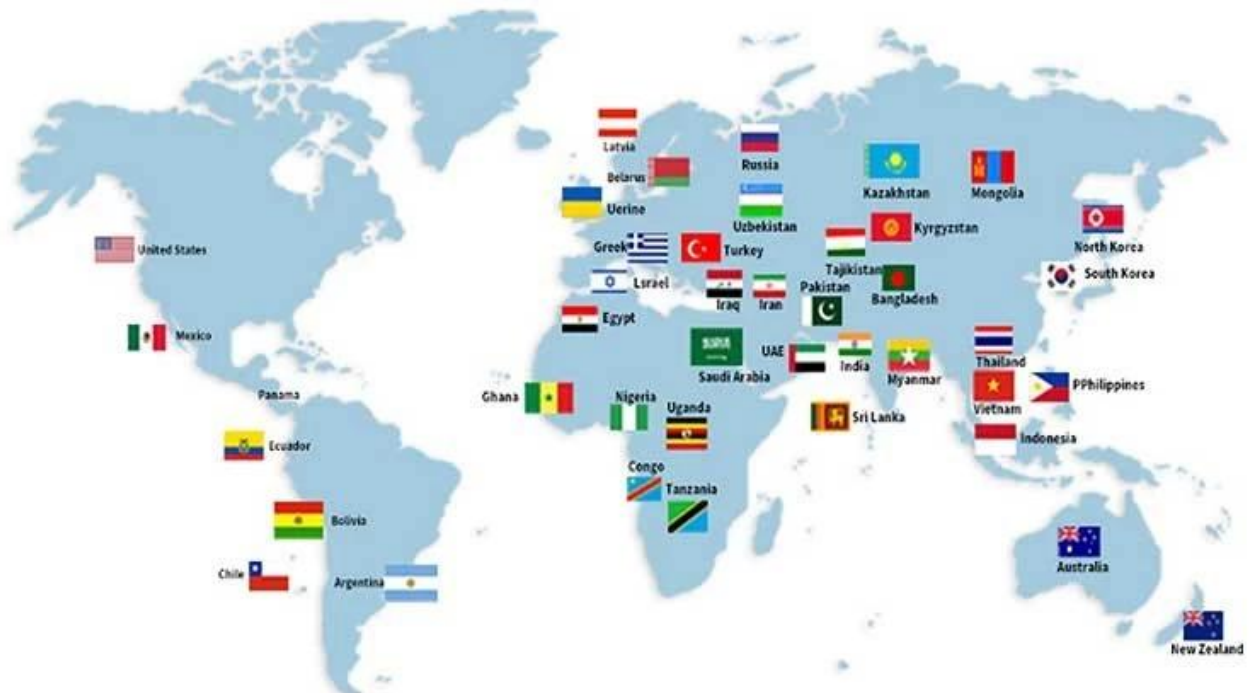 Latvia
Russia
Belarus
Kazakhstan
Mongolia
Uerine
Uzbekistan
Kyrgyzstan
North Korea
United States
Greek
Turkey
Tajikistan
South Korea
Lsrael
Iraq
Iran
Pakistan
Bangladesh
Egypt
Mexico
Saudi Arabia
UAE
India
Myanmar
Thailand
PPhilippines
Panama
Ghana
Nigeria
Uganda
Sri Lanka
Vietnam
Indonesia
Ecuador
Congo
Tanzania
Bolivia
Chile
Argentina
Australia
New Zealand